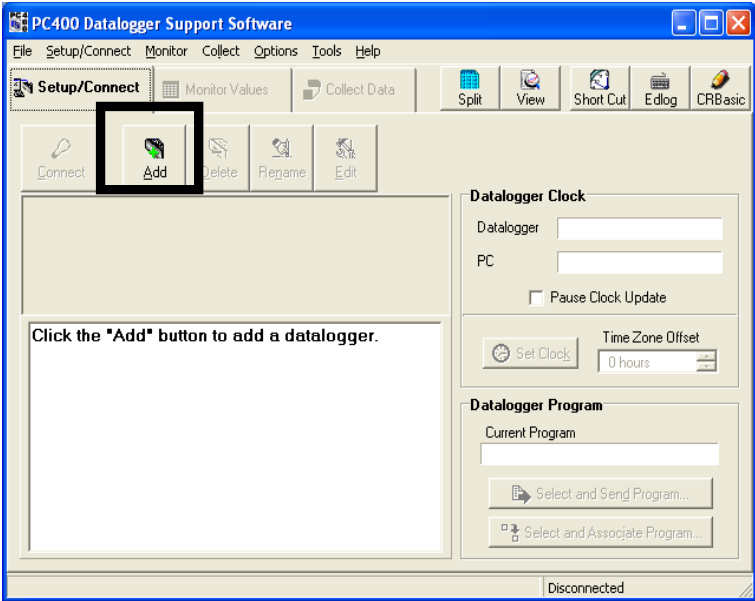 PC400 Datalogger Support Software
File Setup/Connect Monitor Collect Options Tools Help
Setup/Connect Monitor Values Collect Data Split View Short Cut Edlog CRBasic
Connect Add Delete Rename Edit
Datalogger Clock
Datalogger
PC
Pause Clock Update
Click the "Add" button to add a datalogger.
Time Zone Offset
Set Clock 0 hours
Datalogger Program
Current Program
Select and Send Program...
Select and Associate Program...
Disconnected